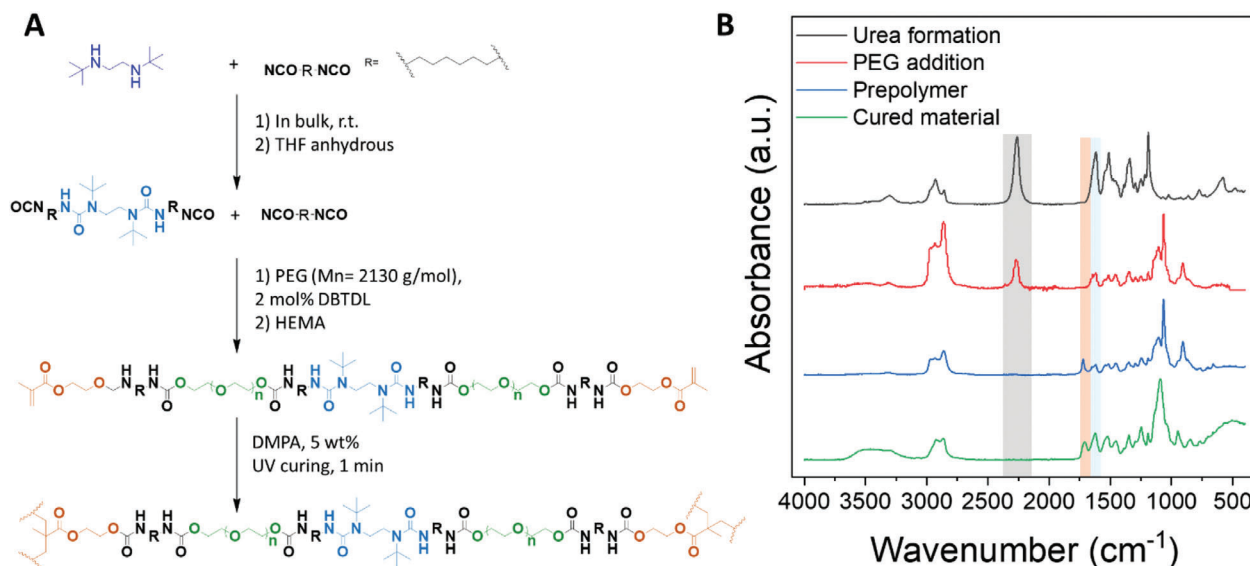 A
H
N
N
H
+ NCO-R-NCO R=
1) In bulk, r.t.
2) THF anhydrous
OCN R N H O N N O N H R NCO + NCO-R-NCO
1) PEG (Mn= 2130 g/mol),
2 mol% DBTDL
2) HEMA
DMPA, 5 wt%
UV curing, 1 min
B
Urea formation
PEG addition
Prepolymer
Cured material
Absorbance (a.u.)
4000 3500 3000 2500 2000 1500 1000 500
Wavenumber (cm⁻¹)